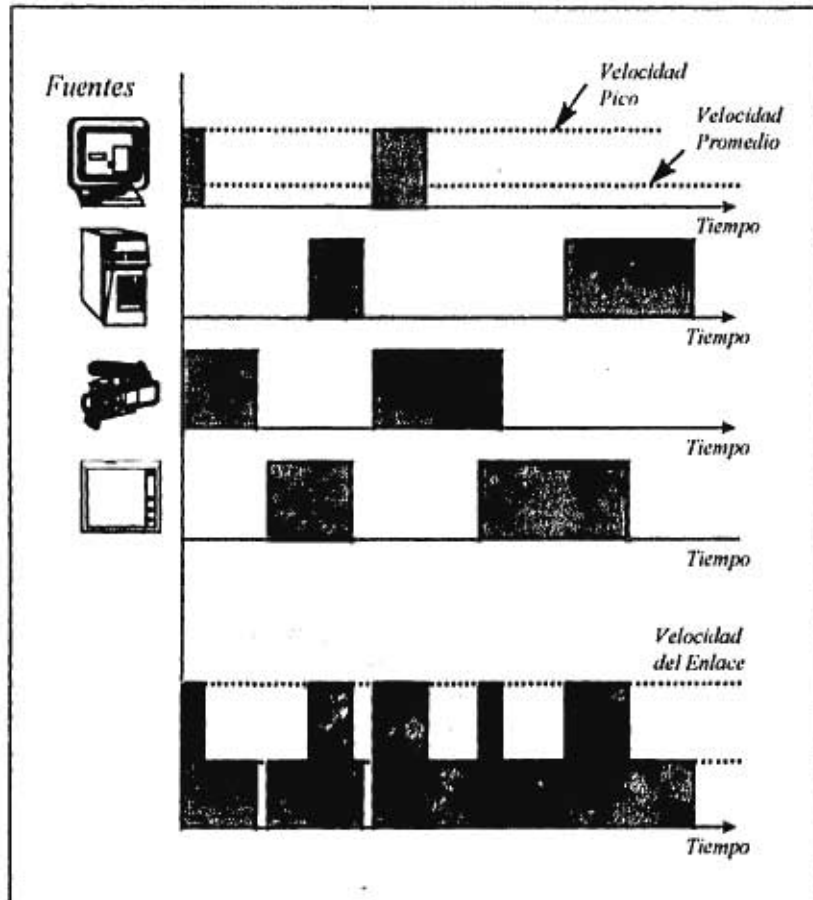 Fuentes
Velocidad
Pico
Velocidad
Promedio
Tiempo
Tiempo
Tiempo
Tiempo
Velocidad
del Enlace
Tiempo